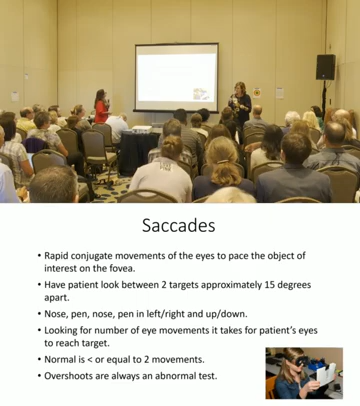 Saccades
• Rapid conjugate movements of the eyes to pace the object of
interest on the fovea.
• Have patient look between 2 targets approximately 15 degrees
apart.
• Nose, pen, nose, pen in left/right and up/down.
• Looking for number of eye movements it takes for patient's eyes
to reach target.
• Normal is < or equal to 2 movements.
• Overshoots are always an abnormal test.